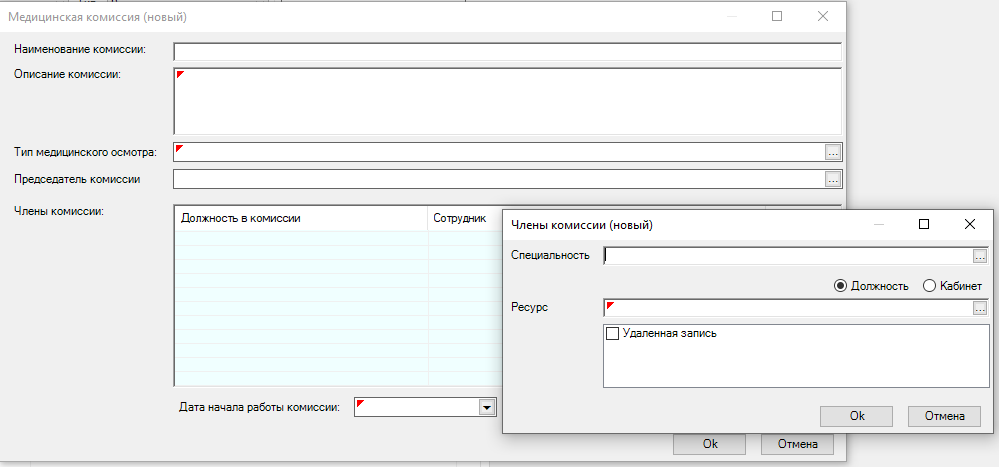 Медицинская комиссия (новый)
Наименование комиссии:
Описание комиссии:
Тип медицинского осмотра:
...
Председатель комиссии
...
Члены комиссии:
Должность в комиссии
Сотрудник
Дата начала работы комиссии:
Ok
Отмена
Члены комиссии (новый)
Специальность
...
Должность
Кабинет
Ресурс
...
Удаленная запись
Ok
Отмена